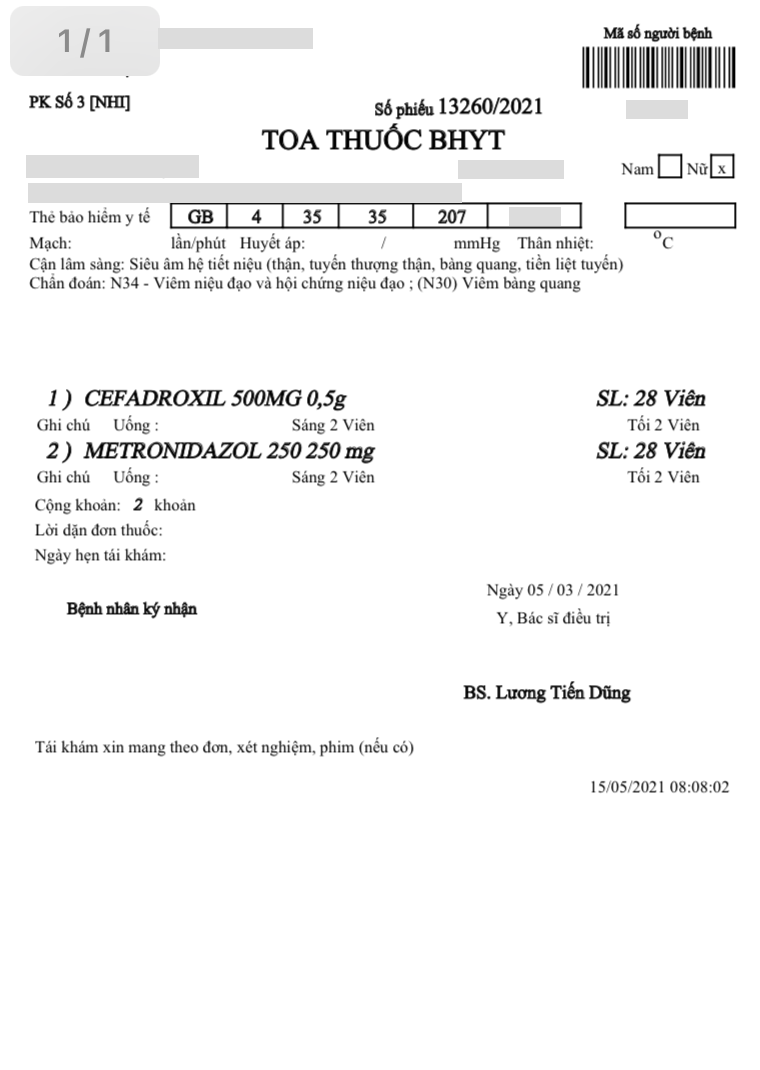 1/1
Mã số người bệnh
PK Số 3 [NHI]
Số phiếu 13260/2021
TOA THUỐC BHYT
Nam Nữ x
Thẻ bảo hiểm y tế GB 4 35 35 207
Mạch: lần/phút Huyết áp: / mmHg Thân nhiệt: ⁰C
Cận lâm sàng: Siêu âm hệ tiết niệu (thận, tuyến thượng thận, bàng quang, tiền liệt tuyến)
Chẩn đoán: N34 - Viêm niệu đạo và hội chứng niệu đạo ; (N30) Viêm bàng quang
1 ) CEFADROXIL 500MG 0,5g SL: 28 Viên
Ghi chú Uống : Sáng 2 Viên Tối 2 Viên
2 ) METRONIDAZOL 250 250 mg SL: 28 Viên
Ghi chú Uống : Sáng 2 Viên Tối 2 Viên
Cộng khoản: 2 khoản
Lời dặn đơn thuốc:
Ngày hẹn tái khám:
Ngày 05 / 03 / 2021
Bệnh nhân ký nhận
Y, Bác sĩ điều trị
BS. Lương Tiến Dũng
Tái khám xin mang theo đơn, xét nghiệm, phim (nếu có)
15/05/2021 08:08:02